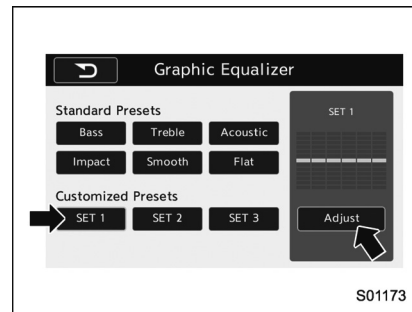 Graphic Equalizer
Standard Presets
Bass Treble Acoustic
Impact Smooth Flat
Customized Presets
SET 1 SET 2 SET 3
SET 1
Adjust
S01173